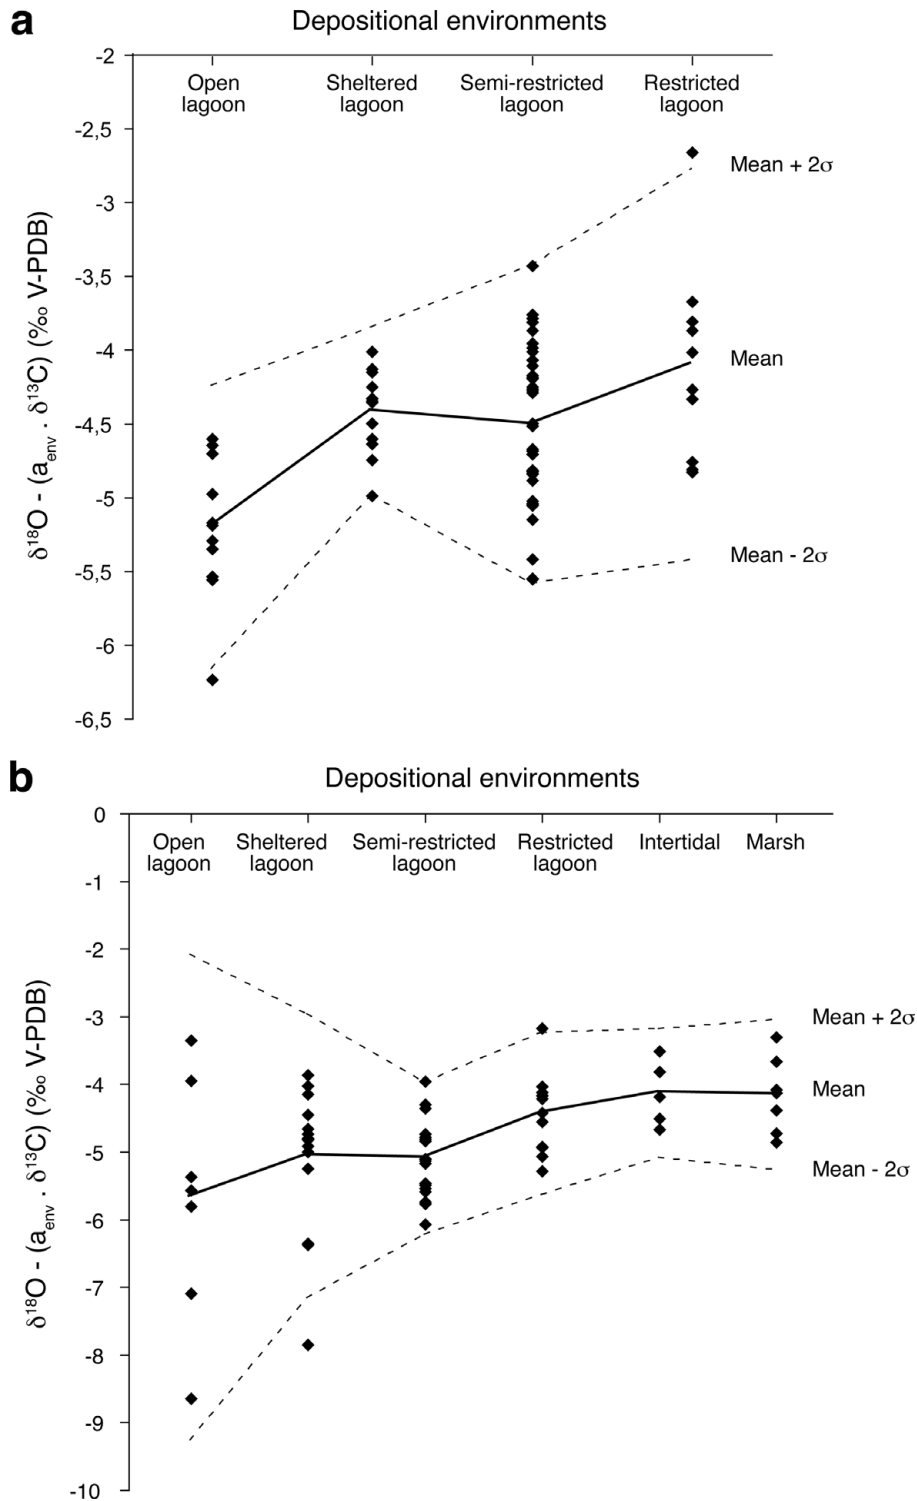 a
Depositional environments
Open
lagoon
Sheltered
lagoon
Semi-restricted
lagoon
Restricted
lagoon
-2
-2,5
-3
-3,5
-4
-4,5
-5
-5,5
-6
-6,5
δ¹⁸O - (aₑₙᵥ . δ¹³C) (‰ V-PDB)
Mean + 2σ
Mean
Mean - 2σ
b
Depositional environments
Open
lagoon
Sheltered
lagoon
Semi-restricted
lagoon
Restricted
lagoon
Intertidal
Marsh
0
-1
-2
-3
-4
-5
-6
-7
-8
-9
-10
δ¹⁸O - (aₑₙᵥ . δ¹³C) (‰ V-PDB)
Mean + 2σ
Mean
Mean - 2σ